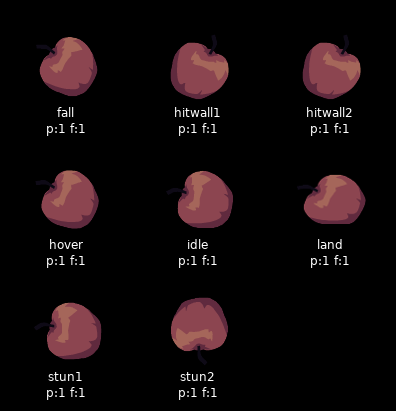 fall
p:1 f:1
hitwall1
p:1 f:1
hitwall2
p:1 f:1
hover
p:1 f:1
idle
p:1 f:1
land
p:1 f:1
stun1
p:1 f:1
stun2
p:1 f:1